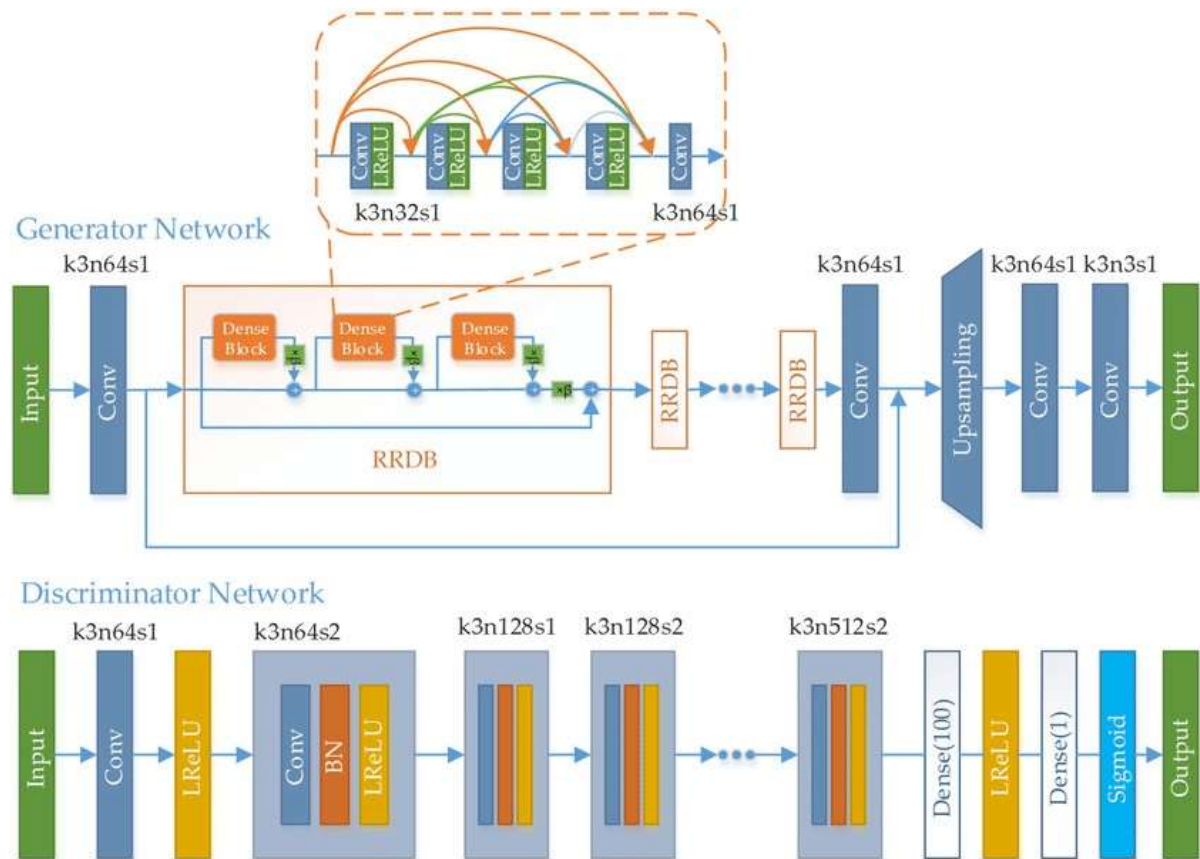 Conv LReLU Conv LReLU Conv LReLU Conv LReLU Conv
k3n32s1 k3n64s1
Generator Network
k3n64s1 k3n64s1 k3n64s1 k3n3s1
Input
Conv
Dense Block
×β
Dense Block
×β
Dense Block
×β
×β
RRDB
RRDB
RRDB
Conv
Upsampling
Conv
Conv
Output
Discriminator Network
k3n64s1 k3n64s2 k3n128s1 k3n128s2 k3n512s2
Input
Conv
LReLU
Conv
BN
LReLU
Dense(100)
LReLU
Dense(1)
Sigmoid
Output